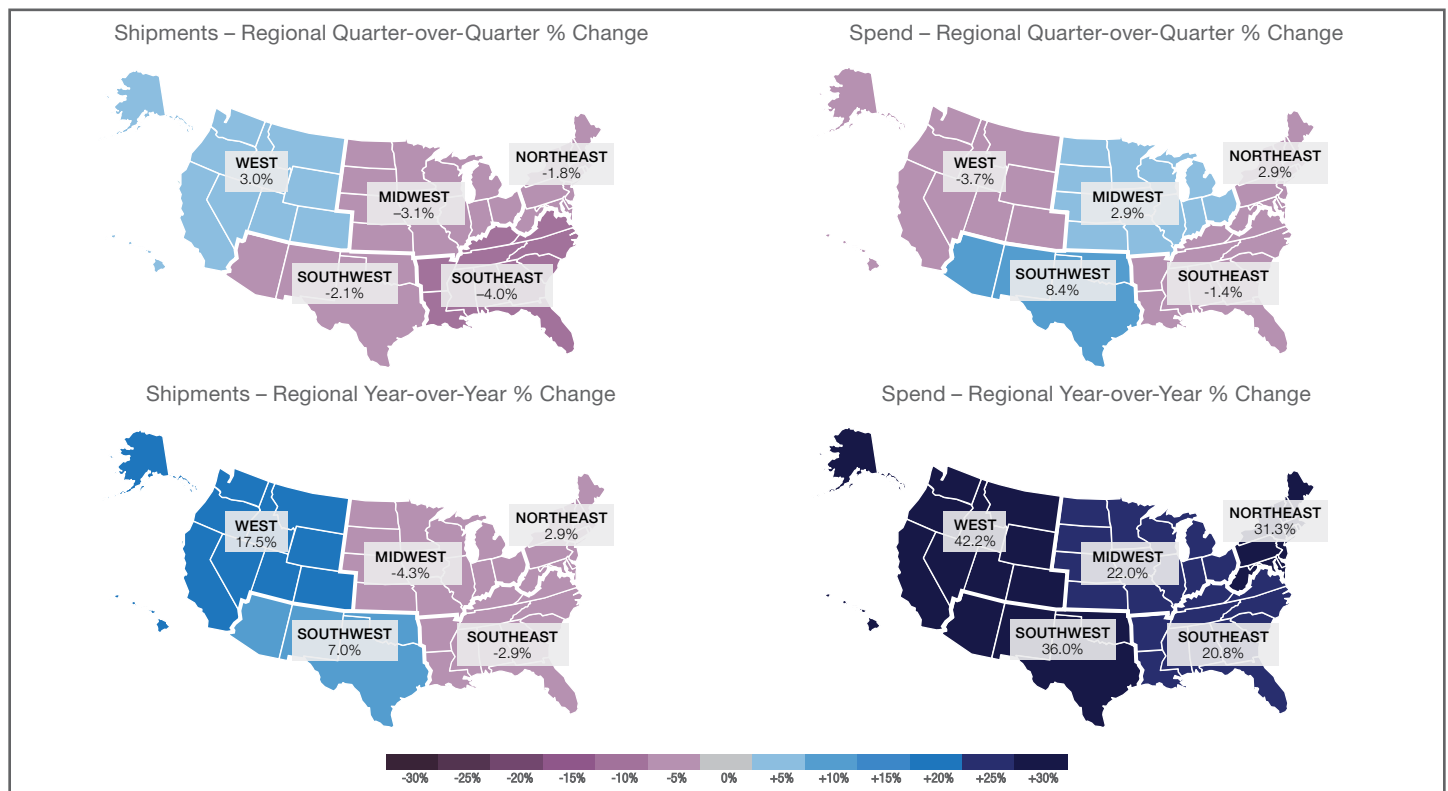 Shipments – Regional Quarter-over-Quarter % Change
WEST
3.0%
MIDWEST
–3.1%
NORTHEAST
-1.8%
SOUTHWEST
-2.1%
SOUTHEAST
–4.0%
Spend – Regional Quarter-over-Quarter % Change
WEST
-3.7%
MIDWEST
2.9%
NORTHEAST
2.9%
SOUTHWEST
8.4%
SOUTHEAST
-1.4%
Shipments – Regional Year-over-Year % Change
WEST
17.5%
MIDWEST
-4.3%
NORTHEAST
2.9%
SOUTHWEST
7.0%
SOUTHEAST
-2.9%
Spend – Regional Year-over-Year % Change
WEST
42.2%
MIDWEST
22.0%
NORTHEAST
31.3%
SOUTHWEST
36.0%
SOUTHEAST
20.8%
-30% -25% -20% -15% -10% -5% 0% +5% +10% +15% +20% +25% +30%